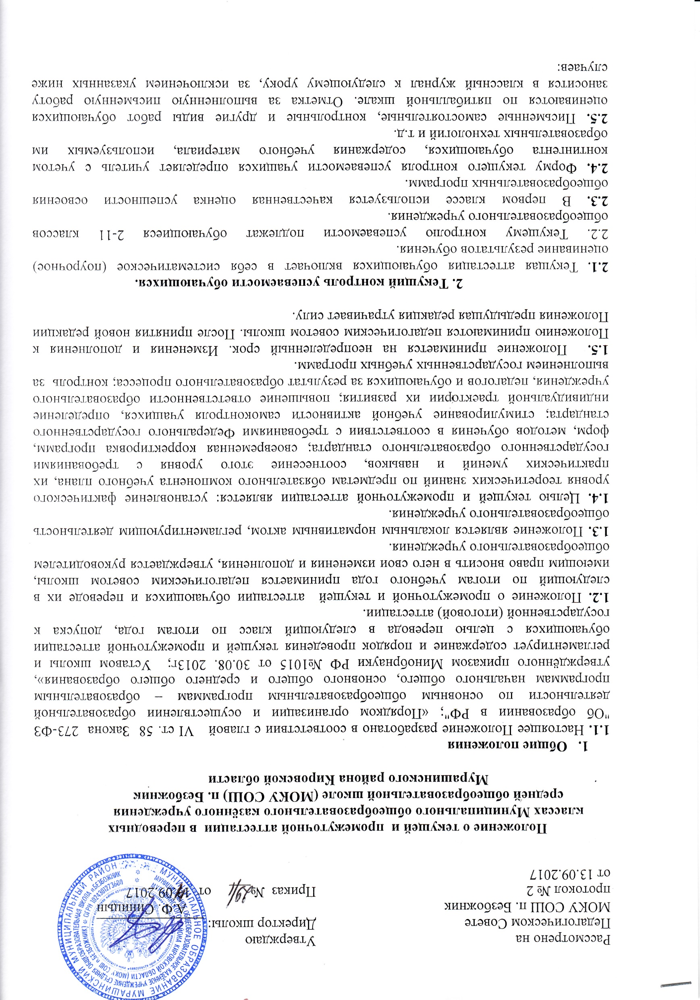 Рассмотрено на
Педагогическом Совете
МОКУ СОШ п. Безбожник
протокол № 2
от 13.09.2017
Утверждаю
Директор школы:
А.Ф. Синицын
Приказ № от 09.2017
МУНИЦИПАЛЬНОЕ ОБРАЗОВАНИЕ МУРАШИНСКИЙ МУНИЦИПАЛЬНЫЙ РАЙОН
Положение о текущей и промежуточной аттестации в переводных
классах Муниципального общеобразовательного казённого учреждения
средней общеобразовательной школе (МОКУ СОШ) п. Безбожник
Мурашинского района Кировской области
1. Общие положения
1.1. Настоящее Положение разработано в соответствии с главой VI ст. 58 Закона 273-ФЗ
"Об образовании в РФ"; «Порядком организации и осуществлении образовательной
деятельности по основным общеобразовательным программам – образовательным
программам начального общего, основного общего и среднего общего образования»,
утверждённого приказом Минобрнауки РФ №1015 от 30.08. 2013г; Уставом школы и
регламентирует содержание и порядок проведения текущей и промежуточной аттестации
обучающихся с целью перевода в следующий класс по итогам года, допуска к
государственной (итоговой) аттестации.
1.2. Положение о промежуточной и текущей аттестации обучающихся и переводе их в
следующий по итогам учебного года принимается педагогическим советом школы,
имеющим право вносить в него свои изменения и дополнения, утверждается руководителем
общеобразовательного учреждения.
1.3. Положение является локальным нормативным актом, регламентирующим деятельность
общеобразовательного учреждения.
1.4. Целью текущей и промежуточной аттестации является: установление фактического
уровня теоретических знаний по предметам обязательного компонента учебного плана, их
практических умений и навыков, соотнесение этого уровня с требованиями
государственного образовательного стандарта; своевременная корректировка программ,
форм, методов обучения в соответствии с требованиями Федерального государственного
стандарта; стимулирование учебной активности самоконтроля учащихся, определение
индивидуальной траектории их развития; повышение ответственности образовательного
учреждения, педагогов и обучающихся за результат образовательного процесса; контроль за
выполнением государственных учебных программ.
1.5. Положение принимается на неопределенный срок. Изменения и дополнения к
Положению принимаются педагогическим советом школы. После принятия новой редакции
Положения предыдущая редакция утрачивает силу.
2. Текущий контроль успеваемости обучающихся.
2.1. Текущая аттестация обучающихся включает в себя систематическое (поурочное)
оценивание результатов обучения.
2.2. Текущему контролю успеваемости подлежат обучающиеся 2-11 классов
общеобразовательного учреждения.
2.3. В первом классе используется качественная оценка успешности освоения
общеобразовательных программ.
2.4. Форму текущего контроля успеваемости учащихся определяет учитель с учетом
контингента обучающихся, содержания учебного материала, используемых им
образовательных технологий и т.д.
2.5. Письменные самостоятельные, контрольные и другие виды работ обучающихся
оцениваются по пятибалльной шкале. Отметка за выполненную письменную работу
заносится в классный журнал к следующему уроку, за исключением указанных ниже
случаев: